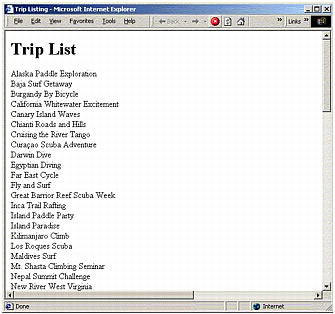 Trip Listing - Microsoft Internet Explorer
File Edit View Favorites Tools Help Back Links
Trip List
Alaska Paddle Exploration
Baja Surf Getaway
Burgandy By Bicycle
California Whitewater Excitement
Canary Island Waves
Chianti Roads and Hills
Cruising the River Tango
Curaçao Scuba Adventure
Darwin Dive
Egyptian Diving
Far East Cycle
Fly and Surf
Great Barrior Reef Scuba Week
Inca Trail Rafting
Island Paddle Party
Island Paradise
Kilimanjaro Climb
Los Roques Scuba
Maldives Surf
Mt. Shasta Climbing Seminar
Nepal Summit Challenge
New River West Virginia
Done Internet